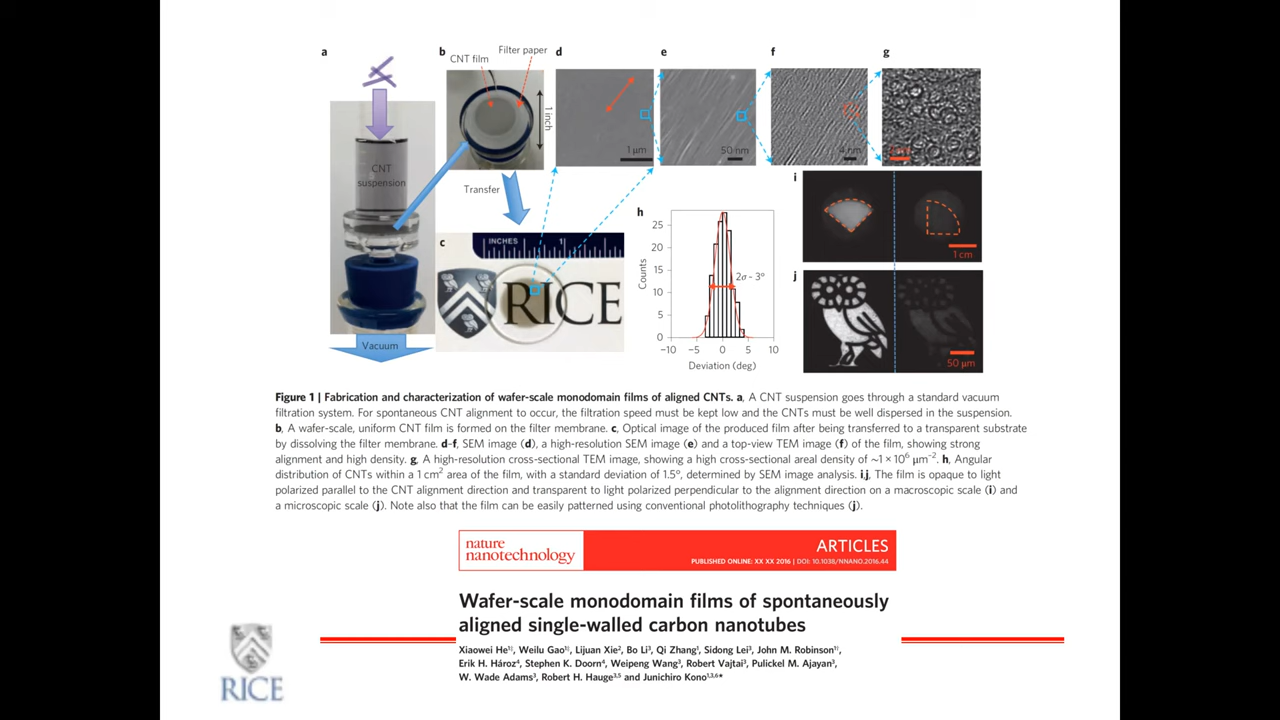 a
b
CNT film
Filter paper
1 inch
d
1 µm
e
50 nm
f
4 nm
g
CNT
suspension
Transfer
Vacuum
c
INCHES 1
RICE
h
Counts
25
20
15
10
5
0
2σ ~ 3°
−10 −5 0 5 10
Deviation (deg)
i
1 cm
j
50 µm
Figure 1 | Fabrication and characterization of wafer-scale monodomain films of aligned CNTs. a, A CNT suspension goes through a standard vacuum
filtration system. For spontaneous CNT alignment to occur, the filtration speed must be kept low and the CNTs must be well dispersed in the suspension.
b, A wafer-scale, uniform CNT film is formed on the filter membrane. c, Optical image of the produced film after being transferred to a transparent substrate
by dissolving the filter membrane. d–f, SEM image (d), a high-resolution SEM image (e) and a top-view TEM image (f) of the film, showing strong
alignment and high density. g, A high-resolution cross-sectional TEM image, showing a high cross-sectional areal density of ~1 × 10⁶ µm⁻². h, Angular
distribution of CNTs within a 1 cm² area of the film, with a standard deviation of 1.5°, determined by SEM image analysis. i,j, The film is opaque to light
polarized parallel to the CNT alignment direction and transparent to light polarized perpendicular to the alignment direction on a macroscopic scale (i) and
a microscopic scale (j). Note also that the film can be easily patterned using conventional photolithography techniques (j).
nature
nanotechnology
ARTICLES
PUBLISHED ONLINE: XX XX 2016 | DOI: 10.1038/NNANO.2016.44
Wafer-scale monodomain films of spontaneously
aligned single-walled carbon nanotubes
Xiaowei He¹†, Weilu Gao¹†, Lijuan Xie², Bo Li³, Qi Zhang¹, Sidong Lei³, John M. Robinson¹†,
Erik H. Hároz⁴, Stephen K. Doorn⁴, Weipeng Wang³, Robert Vajtai³, Pulickel M. Ajayan³,
W. Wade Adams³, Robert H. Hauge³,⁵ and Junichiro Kono¹,³,⁶*
RICE